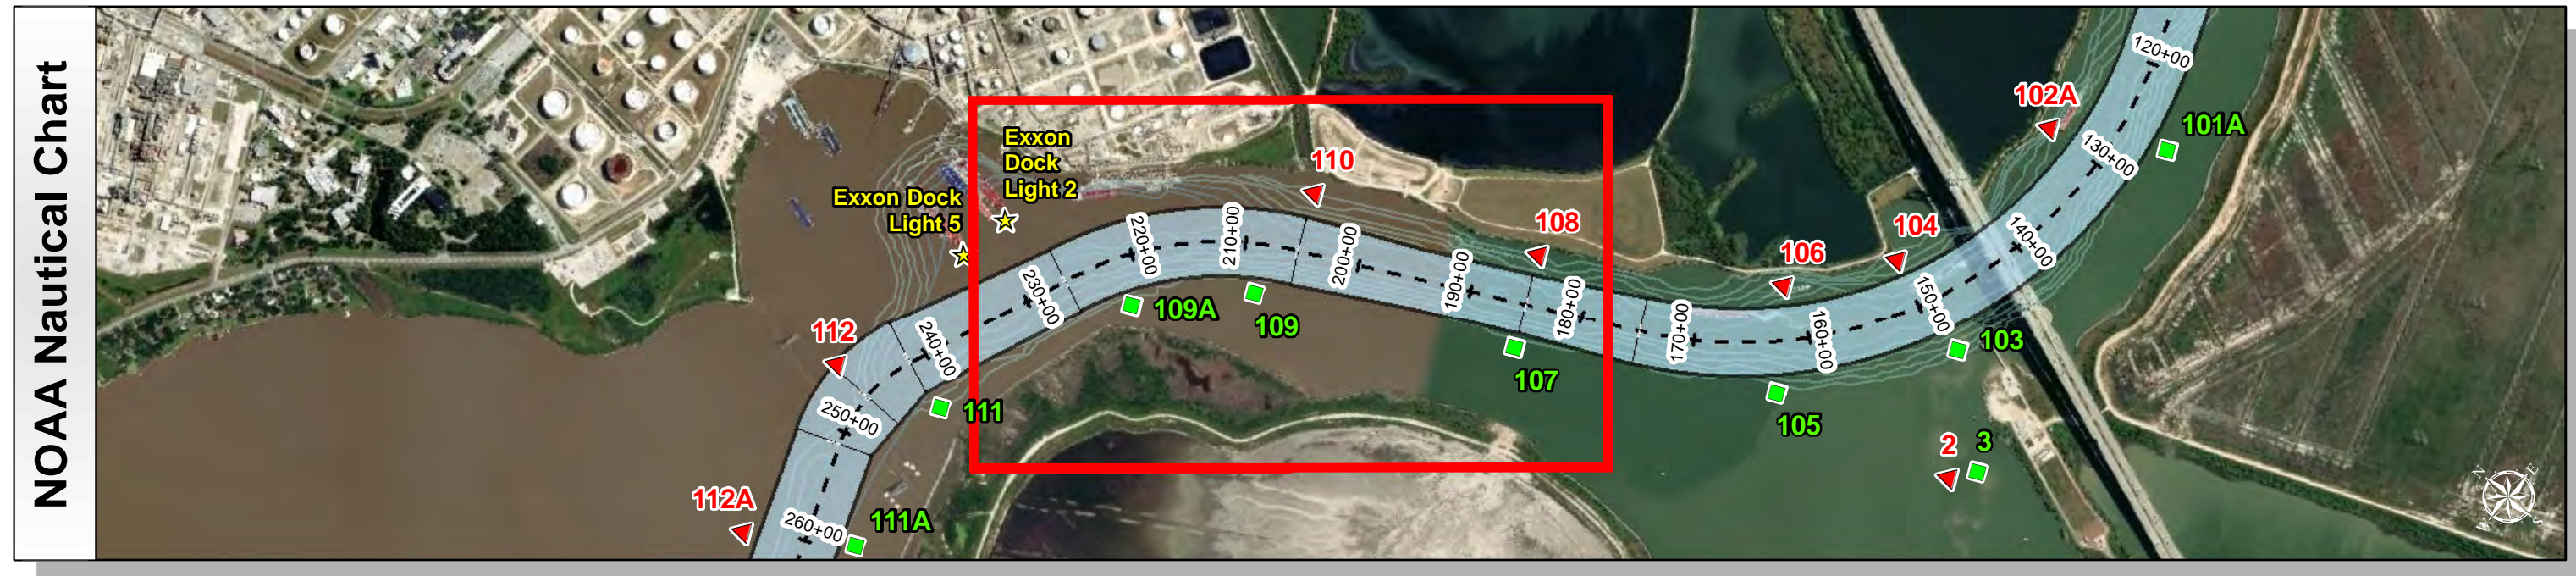 NOAA Nautical Chart
Exxon
Dock
Light 2
Exxon Dock
Light 5
110
108
106
104
102A
101A
103
105
107
109
109A
111
112
112A
111A
2
3
120+00
130+00
140+00
150+00
160+00
170+00
180+00
190+00
200+00
210+00
220+00
230+00
240+00
250+00
260+00
N
E
S
W